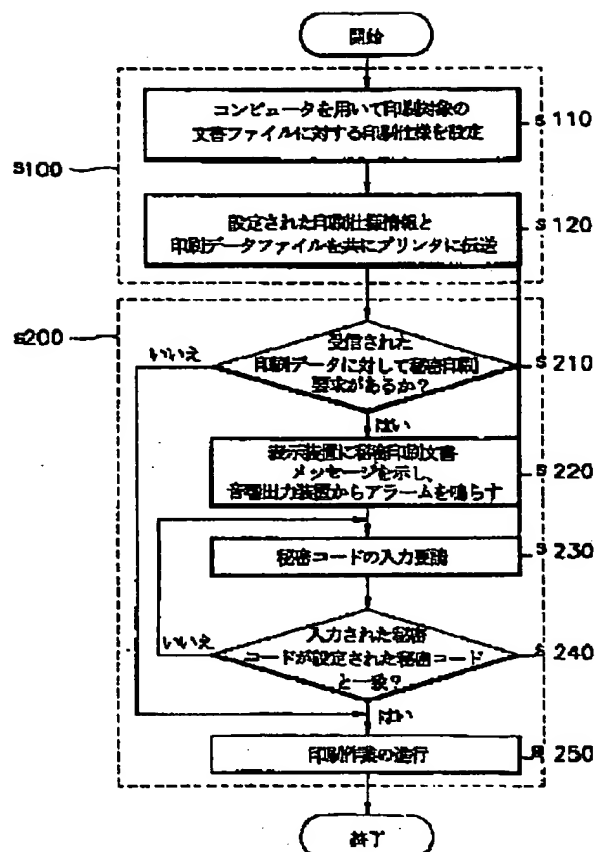 開始
コンピュータを用いて印刷対象の
文書ファイルに対する印刷仕様を設定
s110
s100
設定された印刷仕様情報と
印刷データファイルを共にプリンタに伝送
s120
s200
いいえ
受信された
印刷データに対して秘密印刷
要求があるか?
s210
はい
表示装置に秘密印刷文書
メッセージを示し、
音響出力装置からアラームを鳴らす
s220
秘密コードの入力要請
s230
いいえ
入力された秘密
コードが設定された秘密コード
と一致?
s240
はい
印刷作業の進行
s250
終了